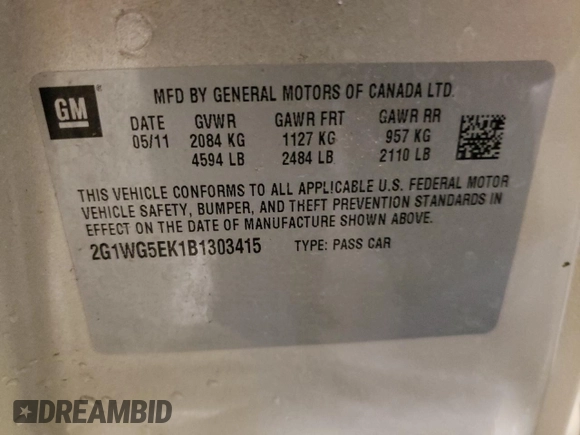 GM
MFD BY GENERAL MOTORS OF CANADA LTD.
DATE GVWR GAWR FRT GAWR RR
05/11 2084 KG 1127 KG 957 KG
4594 LB 2484 LB 2110 LB
THIS VEHICLE CONFORMS TO ALL APPLICABLE U.S. FEDERAL MOTOR
VEHICLE SAFETY, BUMPER, AND THEFT PREVENTION STANDARDS IN
EFFECT ON THE DATE OF MANUFACTURE SHOWN ABOVE.
2G1WG5EK1B1303415 TYPE: PASS CAR
DREAMBID